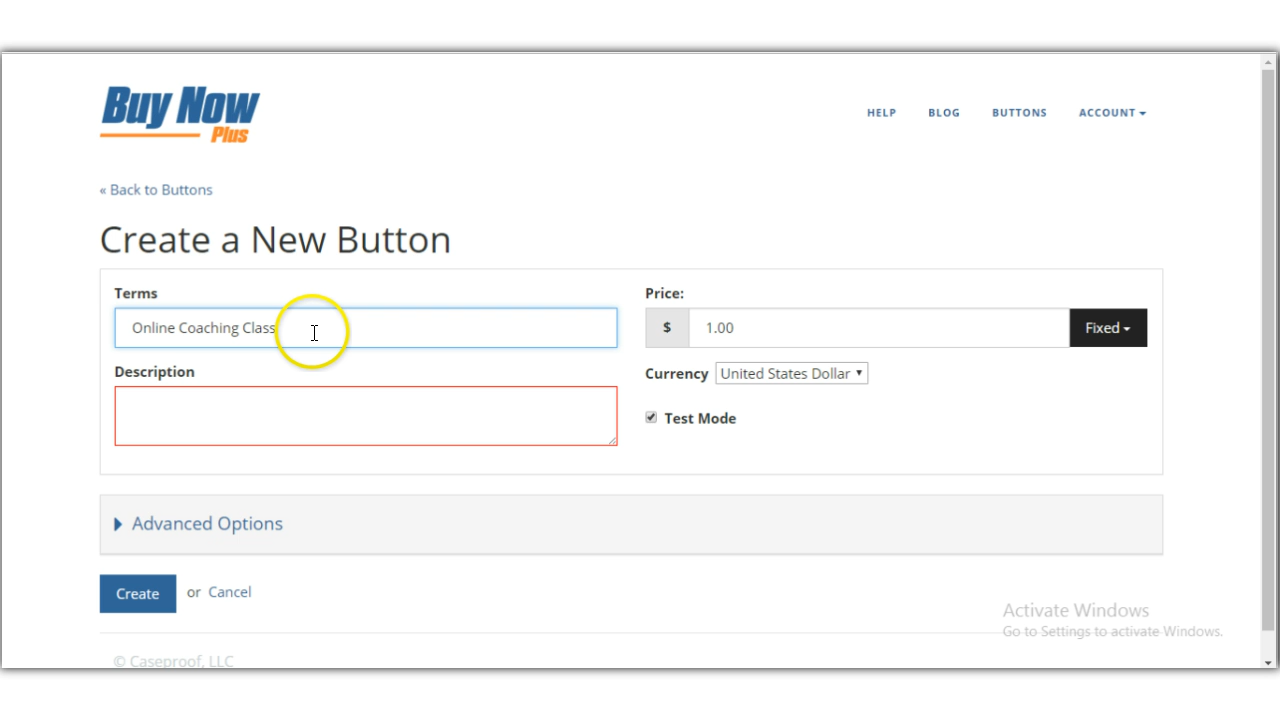 Buy Now
Plus
HELP BLOG BUTTONS ACCOUNT
« Back to Buttons
Create a New Button
Terms
Online Coaching Class
Description
Price:
$ 1.00 Fixed
Currency United States Dollar
Test Mode
Advanced Options
Create or Cancel
Activate Windows
Go to Settings to activate Windows.
© Caseproof, LLC